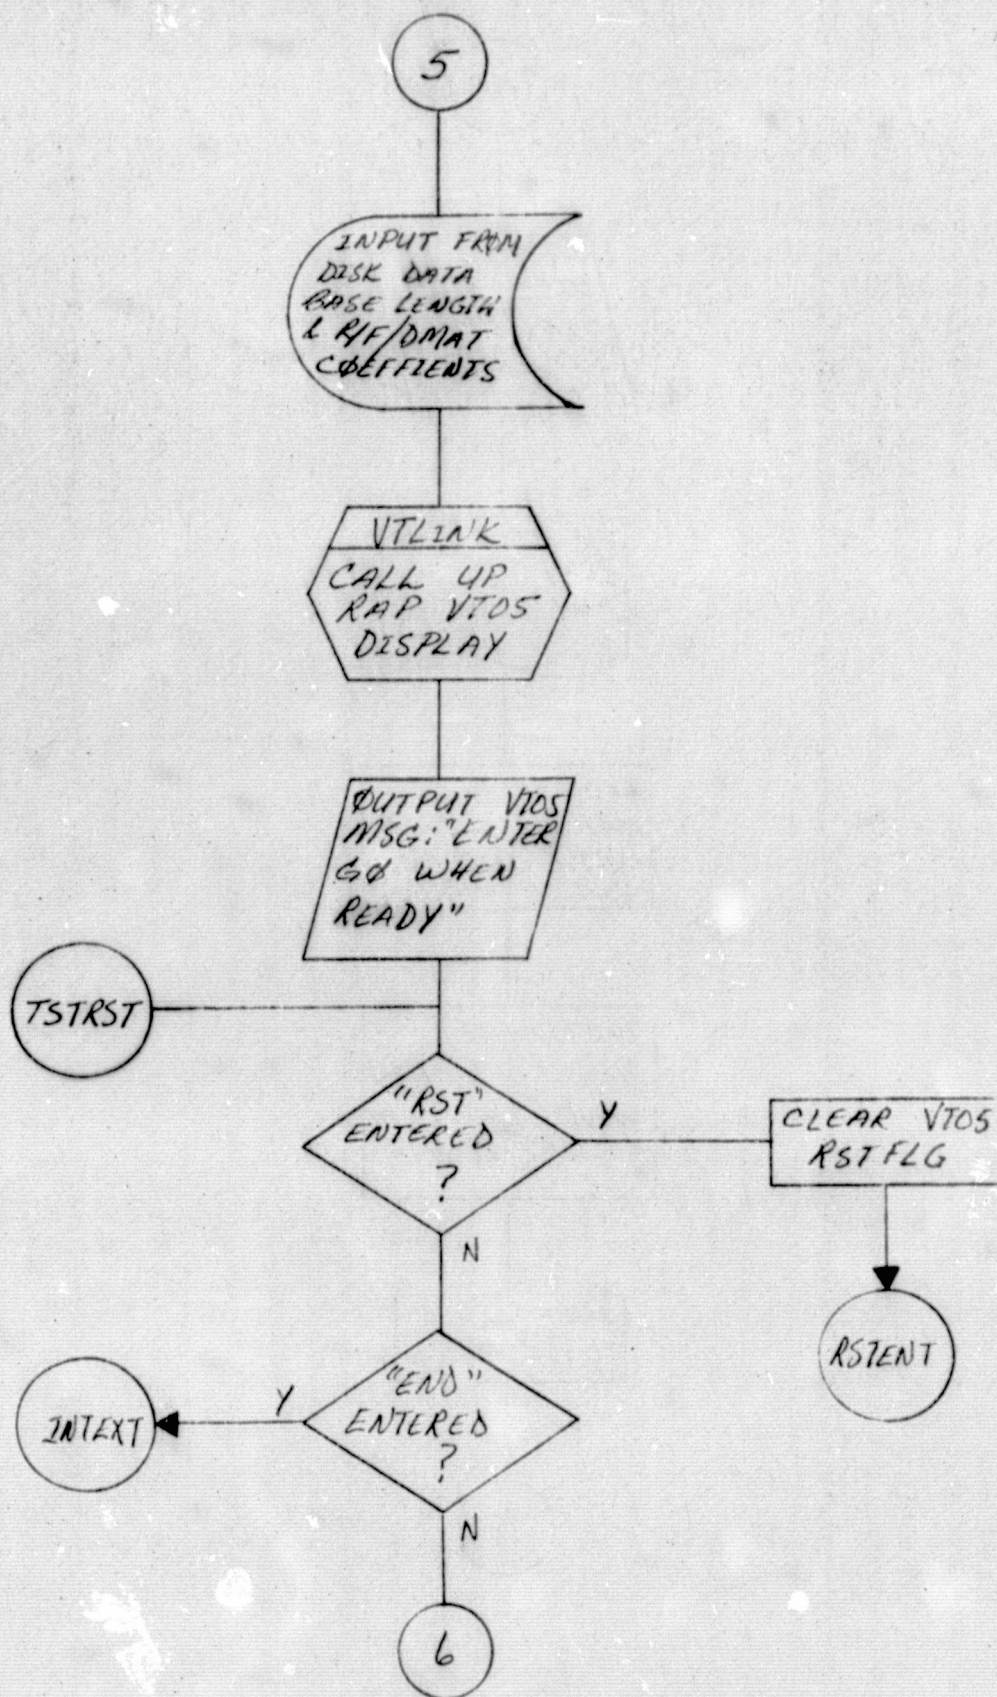 5
INPUT FRØM
DISK DATA
BASE LENGTH
& R/F/DMAT
CØEFFIENTS
VTLINK
CALL UP
RAP VT05
DISPLAY
ØUTPUT VT05
MSG: "ENTER
GØ WHEN
READY"
TSTRST
"RST"
ENTERED
?
Y
CLEAR VT05
RSTFLG
N
RSTENT
"END"
ENTERED
?
Y
INTEXT
N
6